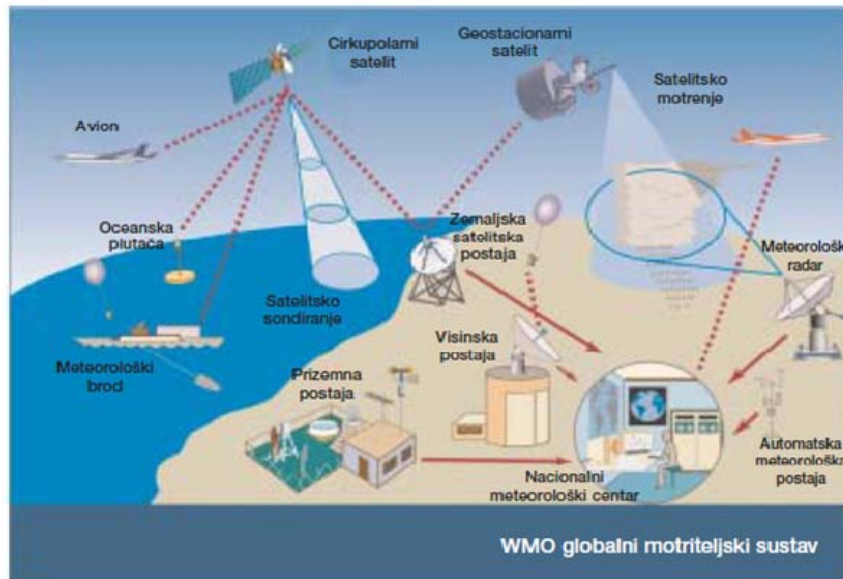 Cirkupolarni
satelit
Geostacionarni
satelit
Satelitsko
motrenje
Avion
Oceanska
plutača
Zemaljska
satelitska
postaja
Meteorološki
radar
Satelitsko
sondiranje
Visinska
postaja
Meteorološki
brod
Prizemna
postaja
Automatska
meteorološka
postaja
Nacionalni
meteorološki centar
WMO globalni motriteljski sustav